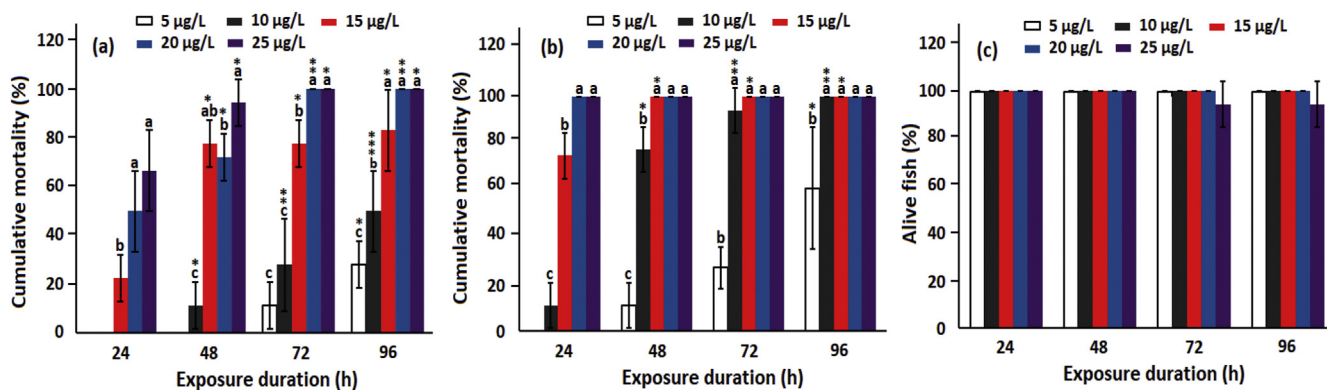 5 µg/L 10 µg/L 15 µg/L
20 µg/L 25 µg/L
(a)
Cumulative mortality (%)
120
100
80
60
40
20
0
b a a
* c * ab * b * a
c ** c * b *** a * a
* c *** b * a *** a * a
24 48 72 96
Exposure duration (h)
5 µg/L 10 µg/L 15 µg/L
20 µg/L 25 µg/L
(b)
Cumulative mortality (%)
120
100
80
60
40
20
0
c b a a
c * b * a a a
b *** a * a a a
* b *** a * a a a
24 48 72 96
Exposure duration (h)
5 µg/L 10 µg/L 15 µg/L
20 µg/L 25 µg/L
(c)
Alive fish (%)
120
100
80
60
40
20
0
24 48 72 96
Exposure duration (h)